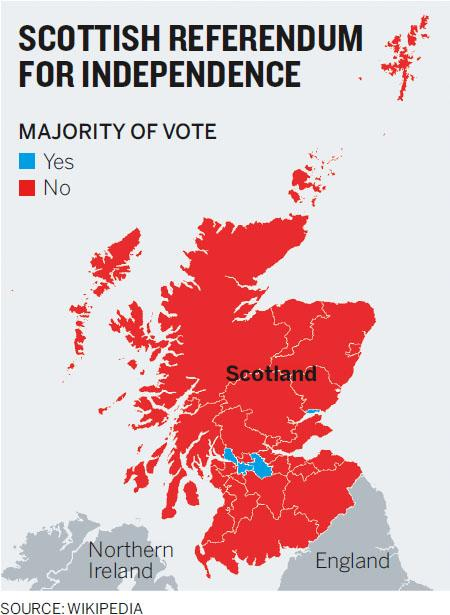 SCOTTISH REFERENDUM
FOR INDEPENDENCE
MAJORITY OF VOTE
Yes
No
Scotland
Northern
Ireland
England
SOURCE: WIKIPEDIA